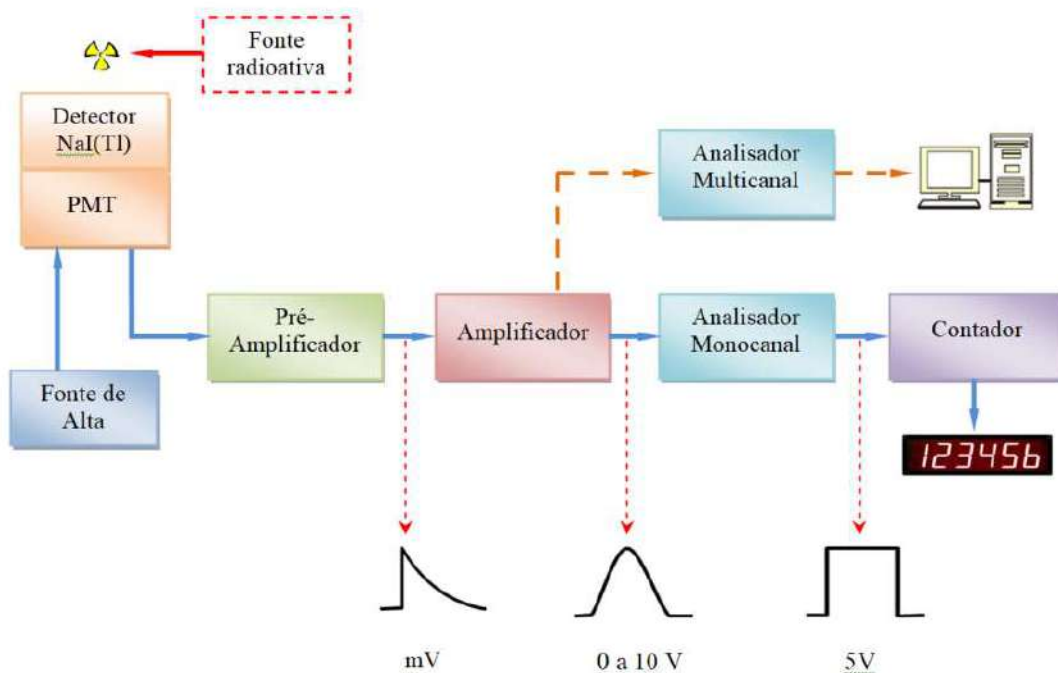 Fonte
radioativa
Detector
NaI(Tl)
PMT
Analisador
Multicanal
Pré-
Amplificador
Amplificador
Analisador
Monocanal
Contador
Fonte de
Alta
123456
mV
0 a 10 V
5V